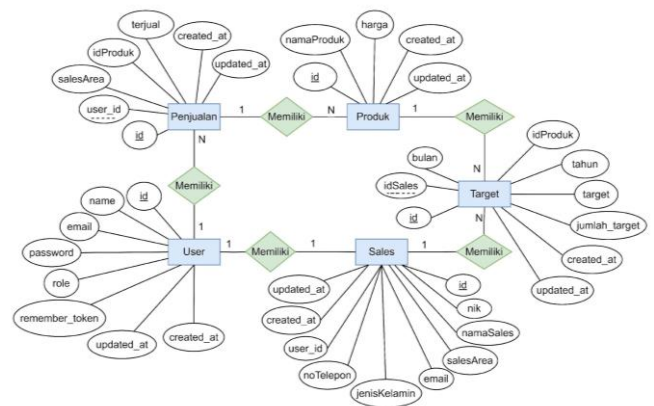 terjual
harga
idProduk
created_at
namaProduk
created_at
salesArea
updated_at
id
updated_at
user_id
id
Penjualan
1
Memiliki
N
Produk
1
Memiliki
N
N
idProduk
bulan
tahun
Memiliki
idSales
Target
target
name
id
id
N
jumlah_target
email
1
created_at
password
User
1
Memiliki
1
Sales
1
Memiliki
updated_at
role
updated_at
id
remember_token
created_at
nik
updated_at
created_at
user_id
namaSales
noTelepon
salesArea
jenisKelamin
email